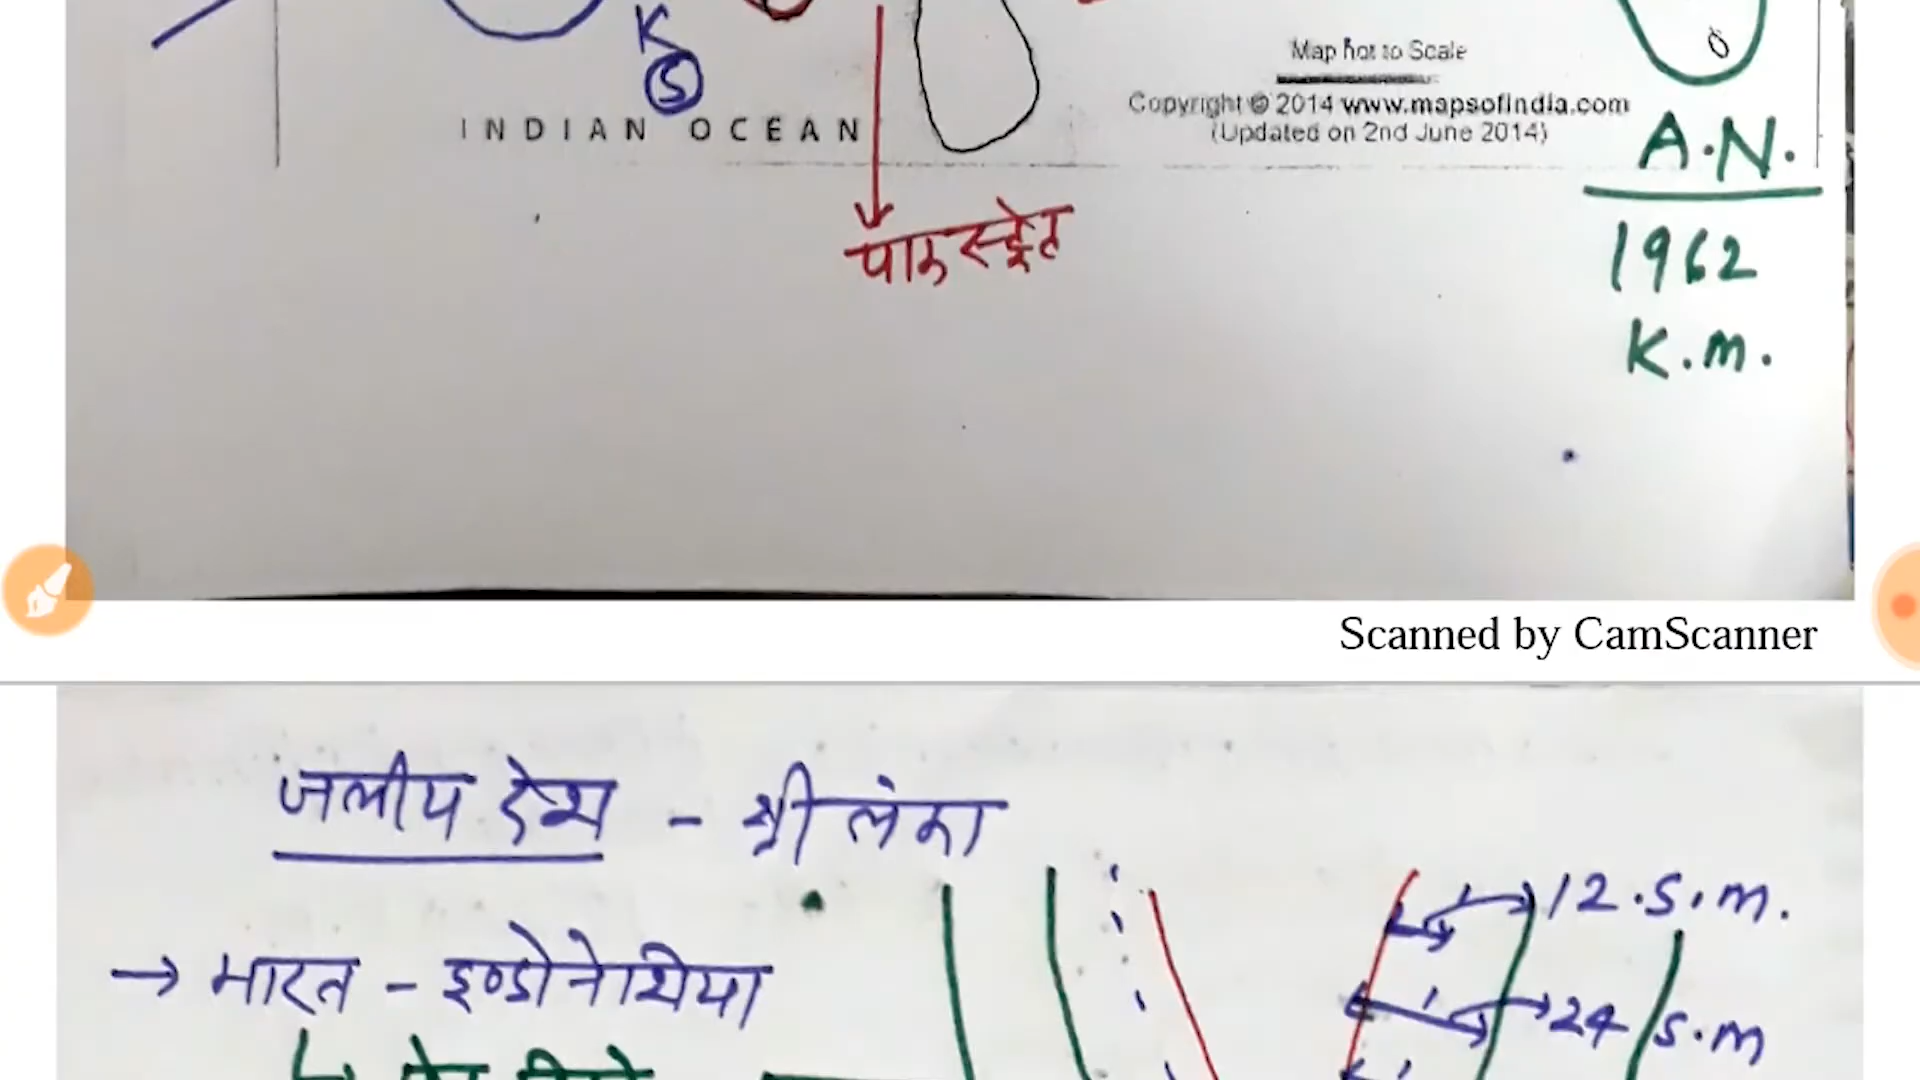 K
S
Map not to Scale
Copyright © 2014 www.mapsofindia.com
(Updated on 2nd June 2014)
INDIAN OCEAN
A.N.
1962
K.m.
पाक स्ट्रेट
Scanned by CamScanner
जलीय देश - श्रीलंका
12.S.m.
→ भारत - इण्डोनेशिया
24 S.m